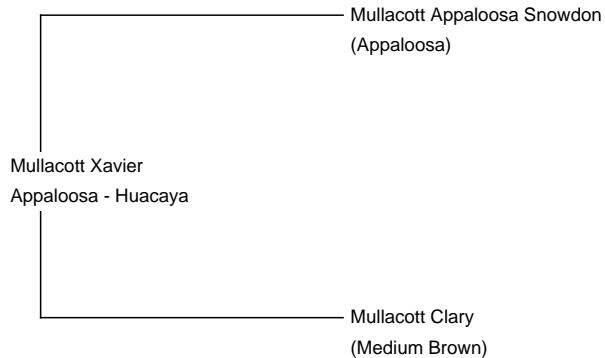 Mullacott Appaloosa Snowdon
(Appaloosa)
Mullacott Xavier
Appaloosa - Huacaya
Mullacott Clary
(Medium Brown)